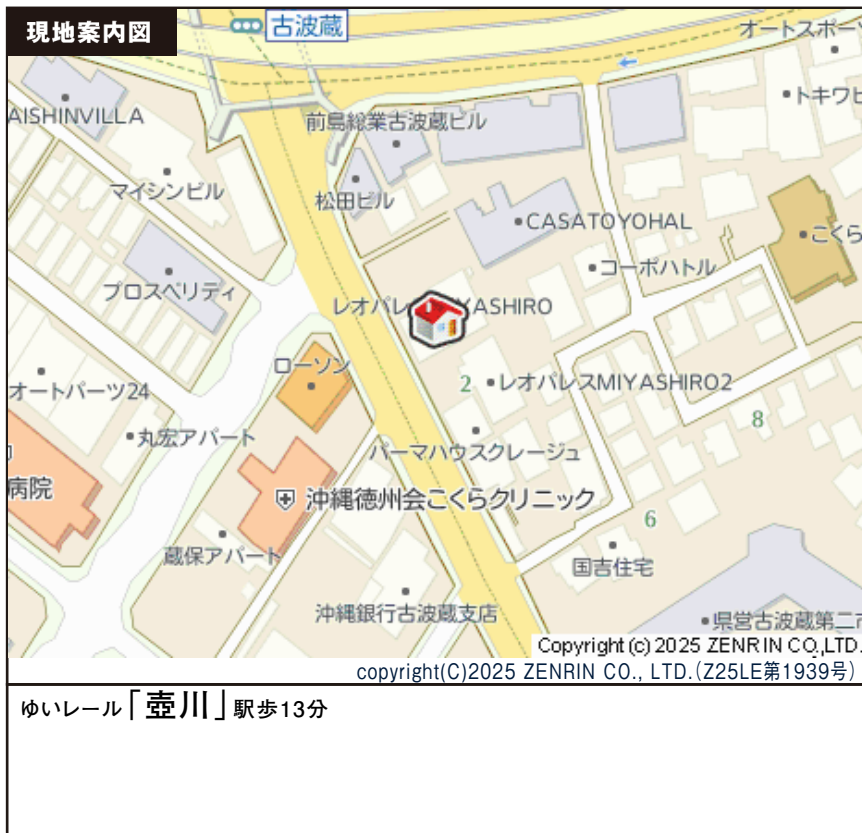 現地案内図
古波蔵
オートスポー
トキワビ
AISHINVILLA
前島総業古波蔵ビル
マイシンビル
松田ビル
CASATOYOHAL
こくら
コーポハトル
プロスペリティ
レオパレ
YASHIRO
ローソン
2
レオパレスMIYASHIRO2
オートパーツ24
8
丸宏アパート
パーマハウスクレージュ
病院
沖縄徳州会こくらクリニック
6
蔵保アパート
国吉住宅
沖縄銀行古波蔵支店
県営古波蔵第二市
Copyright (c) 2025 ZENRIN CO.,LTD.
copyright(C)2025 ZENRIN CO., LTD.(Z25LE第1939号)
ゆいレール「壺川」駅歩13分